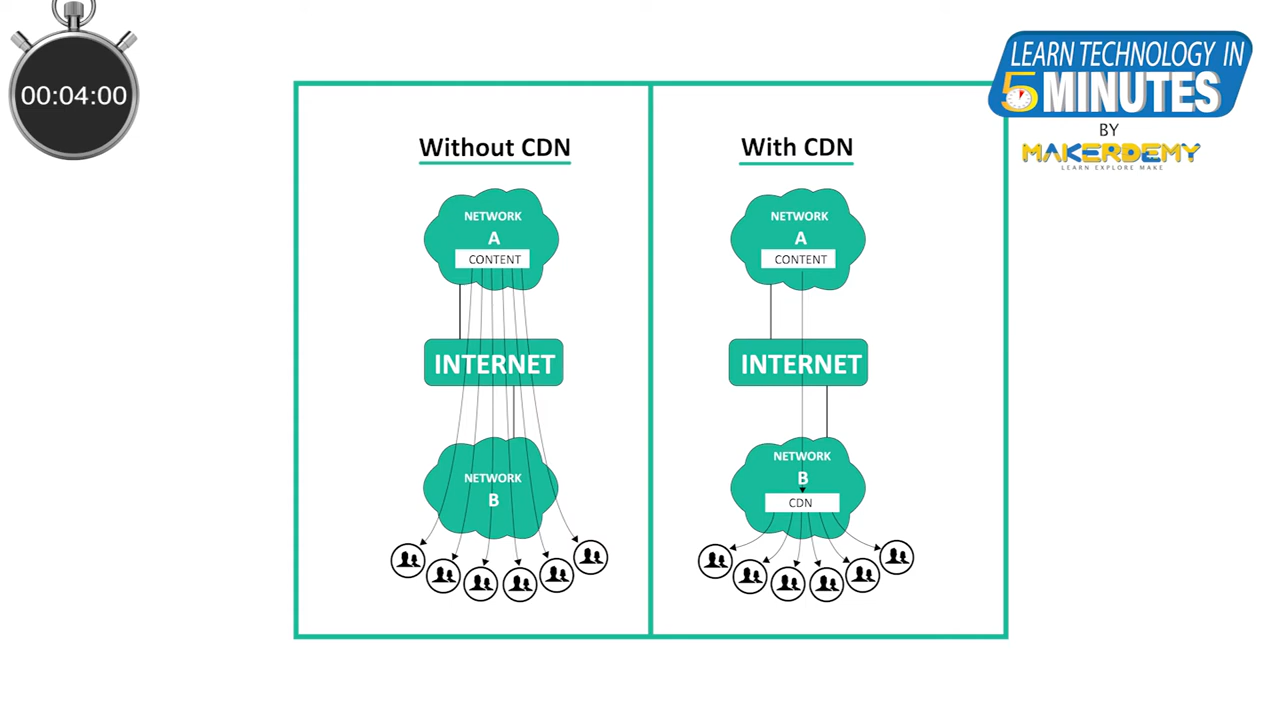 00:04:00
LEARN TECHNOLOGY IN
5 MINUTES
BY
MAKERDEMY
LEARN EXPLORE MAKE
Without CDN
NETWORK
A
CONTENT
INTERNET
NETWORK
B
With CDN
NETWORK
A
CONTENT
INTERNET
NETWORK
B
CDN